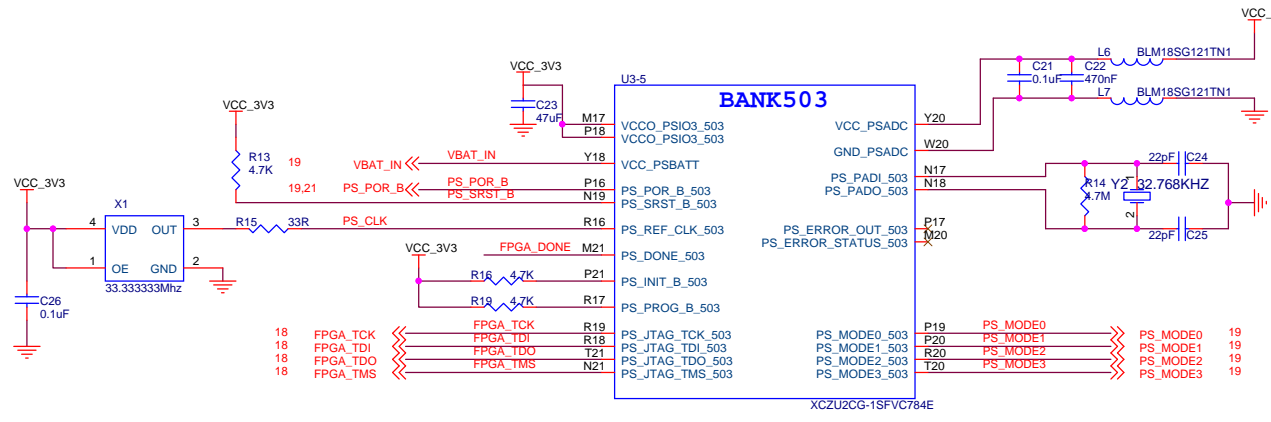 VCC_
L6 BLM18SG121TN1
C21 0.1uF
C22 470nF
L7 BLM18SG121TN1
VCC_3V3
U3-5
BANK503
C23
47uF
M17 VCCO_PSIO3_503
P18 VCCO_PSIO3_503
VCC_PSADC Y20
GND_PSADC W20
VCC_3V3
R13
4.7K
19 VBAT_IN VBAT_IN Y18 VCC_PSBATT
19,21 PS_POR_B PS_POR_B P16 PS_POR_B_503
PS_SRST_B N19 PS_SRST_B_503
PS_PADI_503 N17
PS_PADO_503 N18
22pF C24
R14
4.7M
Y2_32.768KHZ
1
2
22pF C25
VCC_3V3
X1
4 VDD OUT 3
1 OE GND 2
33.333333Mhz
C26
0.1uF
R15 33R PS_CLK R16 PS_REF_CLK_503
PS_ERROR_OUT_503 P17
PS_ERROR_STATUS_503 M20
VCC_3V3
FPGA_DONE M21 PS_DONE_503
R16 4.7K P21 PS_INIT_B_503
R19 4.7K R17 PS_PROG_B_503
18 FPGA_TCK FPGA_TCK R19 PS_JTAG_TCK_503
18 FPGA_TDI FPGA_TDI R18 PS_JTAG_TDI_503
18 FPGA_TDO FPGA_TDO T21 PS_JTAG_TDO_503
18 FPGA_TMS FPGA_TMS N21 PS_JTAG_TMS_503
PS_MODE0_503 P19 PS_MODE0 PS_MODE0 19
PS_MODE1_503 P20 PS_MODE1 PS_MODE1 19
PS_MODE2_503 R20 PS_MODE2 PS_MODE2 19
PS_MODE3_503 T20 PS_MODE3 PS_MODE3 19
XCZU2CG-1SFVC784E